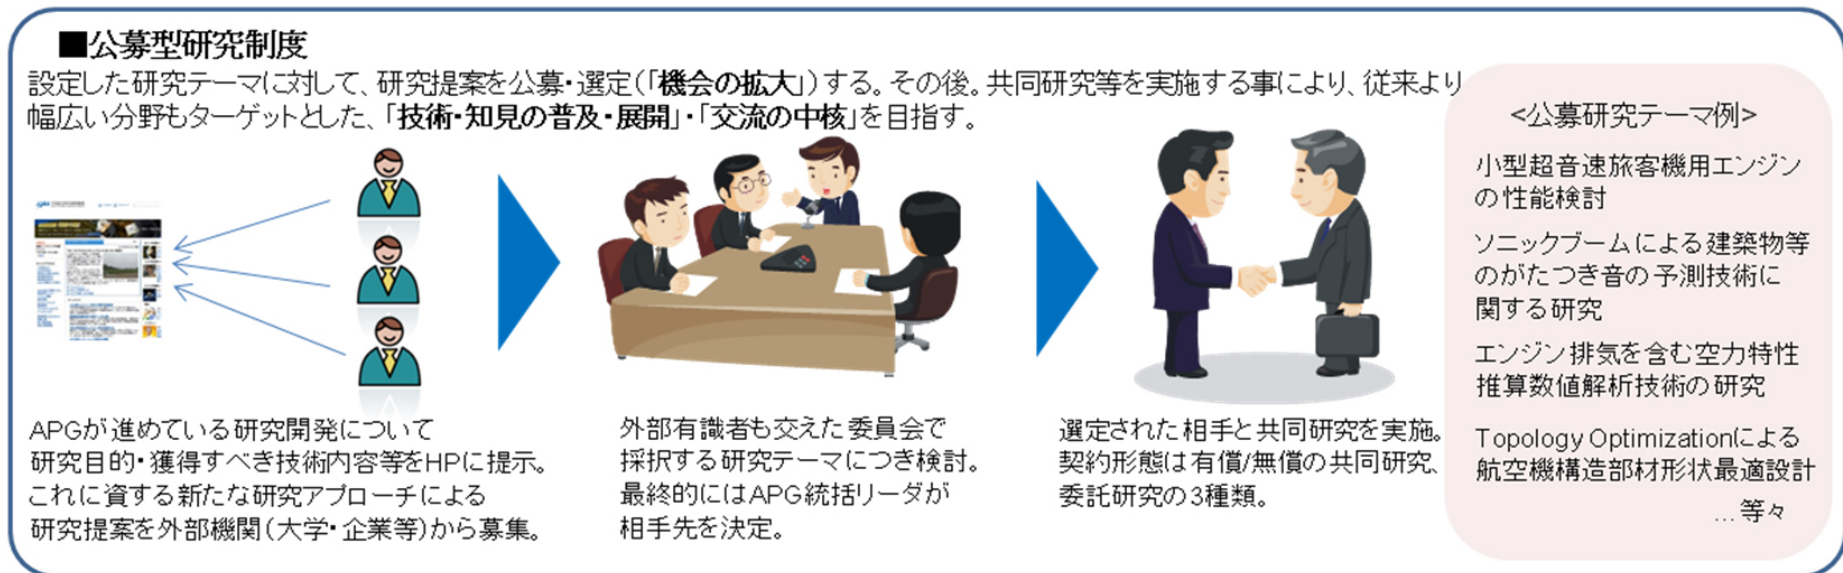 ■公募型研究制度
設定した研究テーマに対して、研究提案を公募・選定(「機会の拡大」)する。その後。共同研究等を実施する事により、従来より
幅広い分野もターゲットとした、「技術・知見の普及・展開」・「交流の中核」を目指す。
APGが進めている研究開発について
研究目的・獲得すべき技術内容等をHPに提示。
これに資する新たな研究アプローチによる
研究提案を外部機関(大学・企業等)から募集。
外部有識者も交えた委員会で
採択する研究テーマにつき検討。
最終的にはAPG統括リーダが
相手先を決定。
選定された相手と共同研究を実施。
契約形態は有償/無償の共同研究、
委託研究の3種類。
<公募研究テーマ例>
小型超音速旅客機用エンジン
の性能検討
ソニックブームによる建築物等
のがたつき音の予測技術に
関する研究
エンジン排気を含む空力特性
推算数値解析技術の研究
Topology Optimizationによる
航空機構造部材形状最適設計
…等々